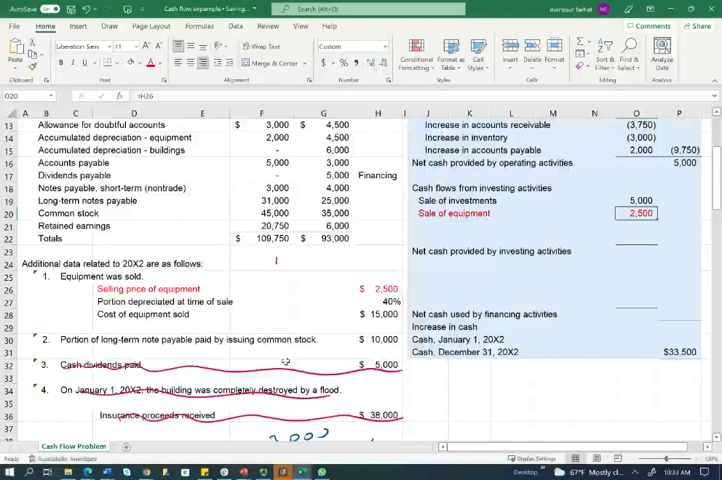 AutoSave
Cash flow expample - Saving...
Search
mansour farhat
MF
File
Home
Insert
Draw
Page Layout
Formulas
Data
Review
View
Help
Comments
Share
Paste
Liberation Sans
11
Wrap Text
Merge & Center
Custom
Conditional Formatting
Format as Table
Cell Styles
Insert
Delete
Format
Sort & Filter
Find & Select
Analyze Data
Clipboard
Font
Alignment
Number
Styles
Cells
Editing
Analysis
O20
=H26
A B C D E F G H I J K L M N O P
13 Allowance for doubtful accounts $ 3,000 $ 4,500 Increase in accounts receivable (3,750)
14 Accumulated depreciation - equipment 2,000 4,500 Increase in inventory (3,000)
15 Accumulated depreciation - buildings - 6,000 Increase in accounts payable 2,000 (9,750)
16 Accounts payable 5,000 3,000 Net cash provided by operating activities 5,000
17 Dividends payable - 5,000 Financing
18 Notes payable, short-term (nontrade) 3,000 4,000 Cash flows from investing activities
19 Long-term notes payable 31,000 25,000 Sale of investments 5,000
20 Common stock 45,000 35,000 Sale of equipment 2,500
21 Retained earnings 20,750 6,000
22 Totals $ 109,750 $ 93,000
23 Net cash provided by investing activities
24 Additional data related to 20X2 are as follows:
25 1. Equipment was sold.
26 Selling price of equipment $ 2,500
27 Portion depreciated at time of sale 40%
28 Cost of equipment sold $ 15,000 Net cash used by financing activities
29 Increase in cash
30 2. Portion of long-term note payable paid by issuing common stock. $ 10,000 Cash, January 1, 20X2
31 Cash, December 31, 20X2 $33,500
32 3. Cash dividends paid $ 5,000
33
34 4. On January 1, 20X2, the building was completely destroyed by a flood.
35
36 Insurance proceeds received $ 38,000
37
38
Cash Flow Problem
Accessibility: Investigate
Display Settings
120%
Desktop
67°F Mostly cl...
10:33 AM